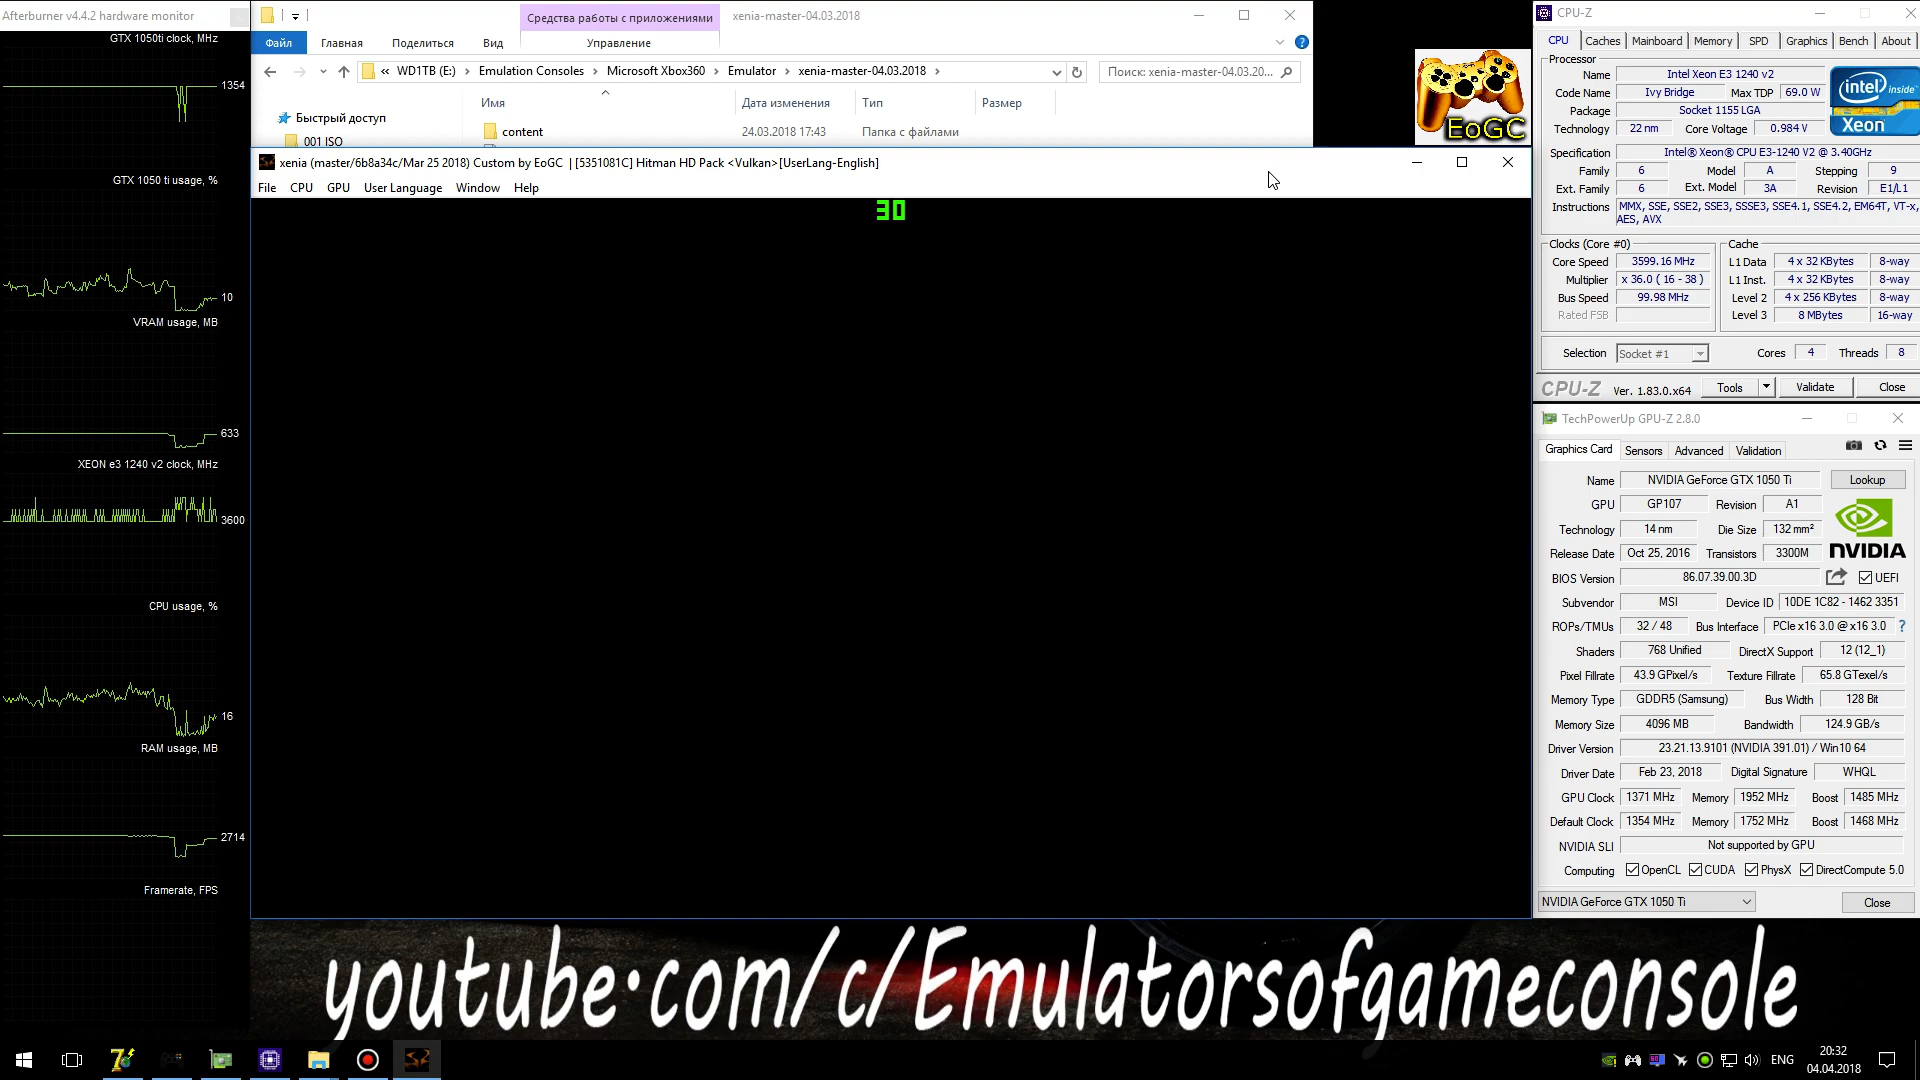 Afterburner v4.4.2 hardware monitor
GTX 1050ti clock, MHz
1354
GTX 1050 ti usage, %
10
VRAM usage, MB
633
XEON e3 1240 v2 clock, MHz
3600
CPU usage, %
16
RAM usage, MB
2714
Framerate, FPS
Средства работы с приложениями
xenia-master-04.03.2018
Файл
Главная
Поделиться
Вид
Управление
« WD1TB (E:) > Emulation Consoles > Microsoft Xbox360 > Emulator > xenia-master-04.03.2018 >
Поиск: xenia-master-04.03.20...
Имя
Дата изменения
Тип
Размер
Быстрый доступ
001 ISO
content
24.03.2018 17:43
Папка с файлами
EoGC
xenia (master/6b8a34c/Mar 25 2018) Custom by EoGC | [5351081C] Hitman HD Pack <Vulkan>[UserLang-English]
File CPU GPU User Language Window Help
30
CPU-Z
CPU Caches Mainboard Memory SPD Graphics Bench About
Processor
Name Intel Xeon E3 1240 v2
Code Name Ivy Bridge Max TDP 69.0 W
Package Socket 1155 LGA
Technology 22 nm Core Voltage 0.984 V
intel inside
Xeon
Specification Intel® Xeon® CPU E3-1240 V2 @ 3.40GHz
Family 6 Model A Stepping 9
Ext. Family 6 Ext. Model 3A Revision E1/L1
Instructions MMX, SSE, SSE2, SSE3, SSSE3, SSE4.1, SSE4.2, EM64T, VT-x,
AES, AVX
Clocks (Core #0)
Core Speed 3599.16 MHz
Multiplier x 36.0 ( 16 - 38 )
Bus Speed 99.98 MHz
Rated FSB
Cache
L1 Data 4 x 32 KBytes 8-way
L1 Inst. 4 x 32 KBytes 8-way
Level 2 4 x 256 KBytes 8-way
Level 3 8 MBytes 16-way
Selection Socket #1 Cores 4 Threads 8
CPU-Z Ver. 1.83.0.x64 Tools Validate Close
TechPowerUp GPU-Z 2.8.0
Graphics Card Sensors Advanced Validation
Name NVIDIA GeForce GTX 1050 Ti Lookup
GPU GP107 Revision A1
Technology 14 nm Die Size 132 mm²
Release Date Oct 25, 2016 Transistors 3300M
NVIDIA
BIOS Version 86.07.39.00.3D UEFI
Subvendor MSI Device ID 10DE 1C82 - 1462 3351
ROPs/TMUs 32 / 48 Bus Interface PCIe x16 3.0 @ x16 3.0 ?
Shaders 768 Unified DirectX Support 12 (12_1)
Pixel Fillrate 43.9 GPixel/s Texture Fillrate 65.8 GTexel/s
Memory Type GDDR5 (Samsung) Bus Width 128 Bit
Memory Size 4096 MB Bandwidth 124.9 GB/s
Driver Version 23.21.13.9101 (NVIDIA 391.01) / Win10 64
Driver Date Feb 23, 2018 Digital Signature WHQL
GPU Clock 1371 MHz Memory 1952 MHz Boost 1485 MHz
Default Clock 1354 MHz Memory 1752 MHz Boost 1468 MHz
NVIDIA SLI Not supported by GPU
Computing OpenCL CUDA PhysX DirectCompute 5.0
NVIDIA GeForce GTX 1050 Ti Close
youtube.com/c/Emulatorsofgameconsole
ENG
20:32
04.04.2018